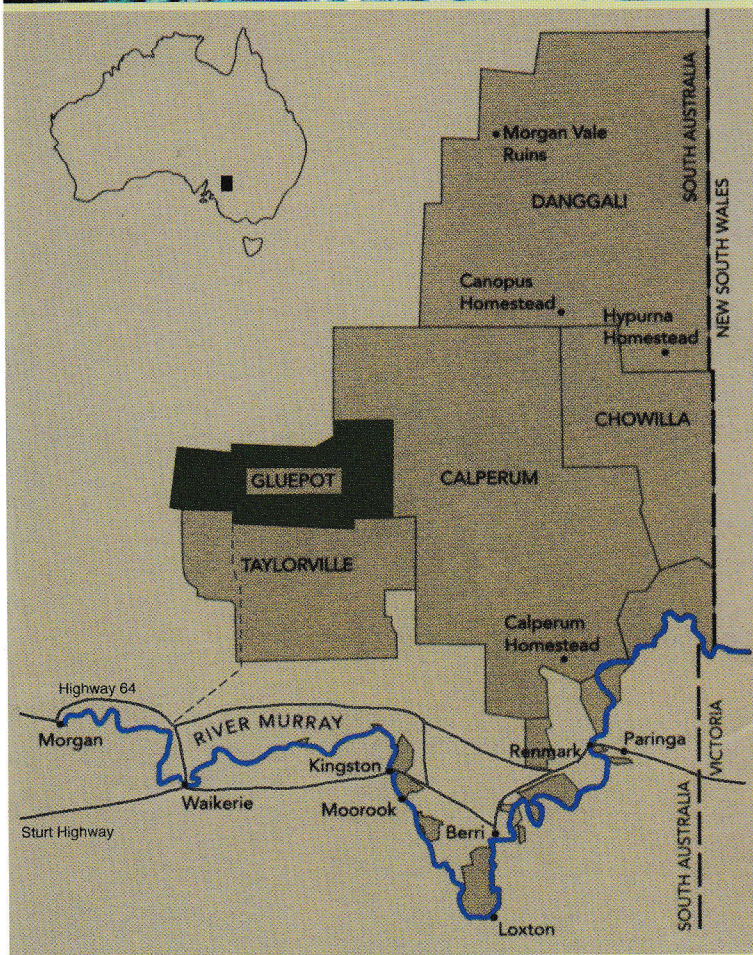 SOUTH AUSTRALIA
NEW SOUTH WALES
Morgan Vale
Ruins
DANGGALI
Canopus
Homestead
Hypurna
Homestead
CHOWILLA
GLUEPOT
CALPERUM
TAYLORVILLE
Calperum
Homestead
Highway 64
Morgan
RIVER MURRAY
Renmark
Paringa
VICTORIA
Kingston
Waikerie
Moorook
Sturt Highway
Berri
SOUTH AUSTRALIA
Loxton